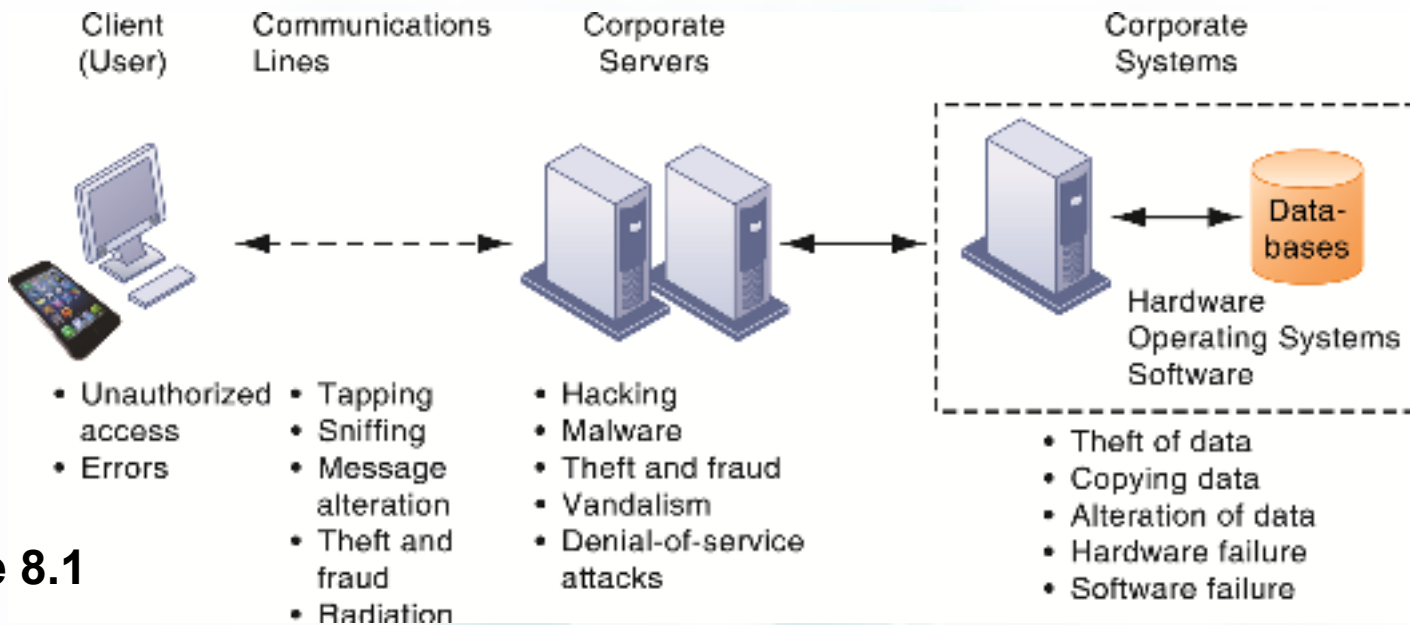 Client
(User)
Communications
Lines
Corporate
Servers
Corporate
Systems
Data-
bases
Hardware
Operating Systems
Software
• Unauthorized
access
• Errors
• Tapping
• Sniffing
• Message
alteration
• Theft and
fraud
• Radiation
• Hacking
• Malware
• Theft and fraud
• Vandalism
• Denial-of-service
attacks
• Theft of data
• Copying data
• Alteration of data
• Hardware failure
• Software failure
e 8.1